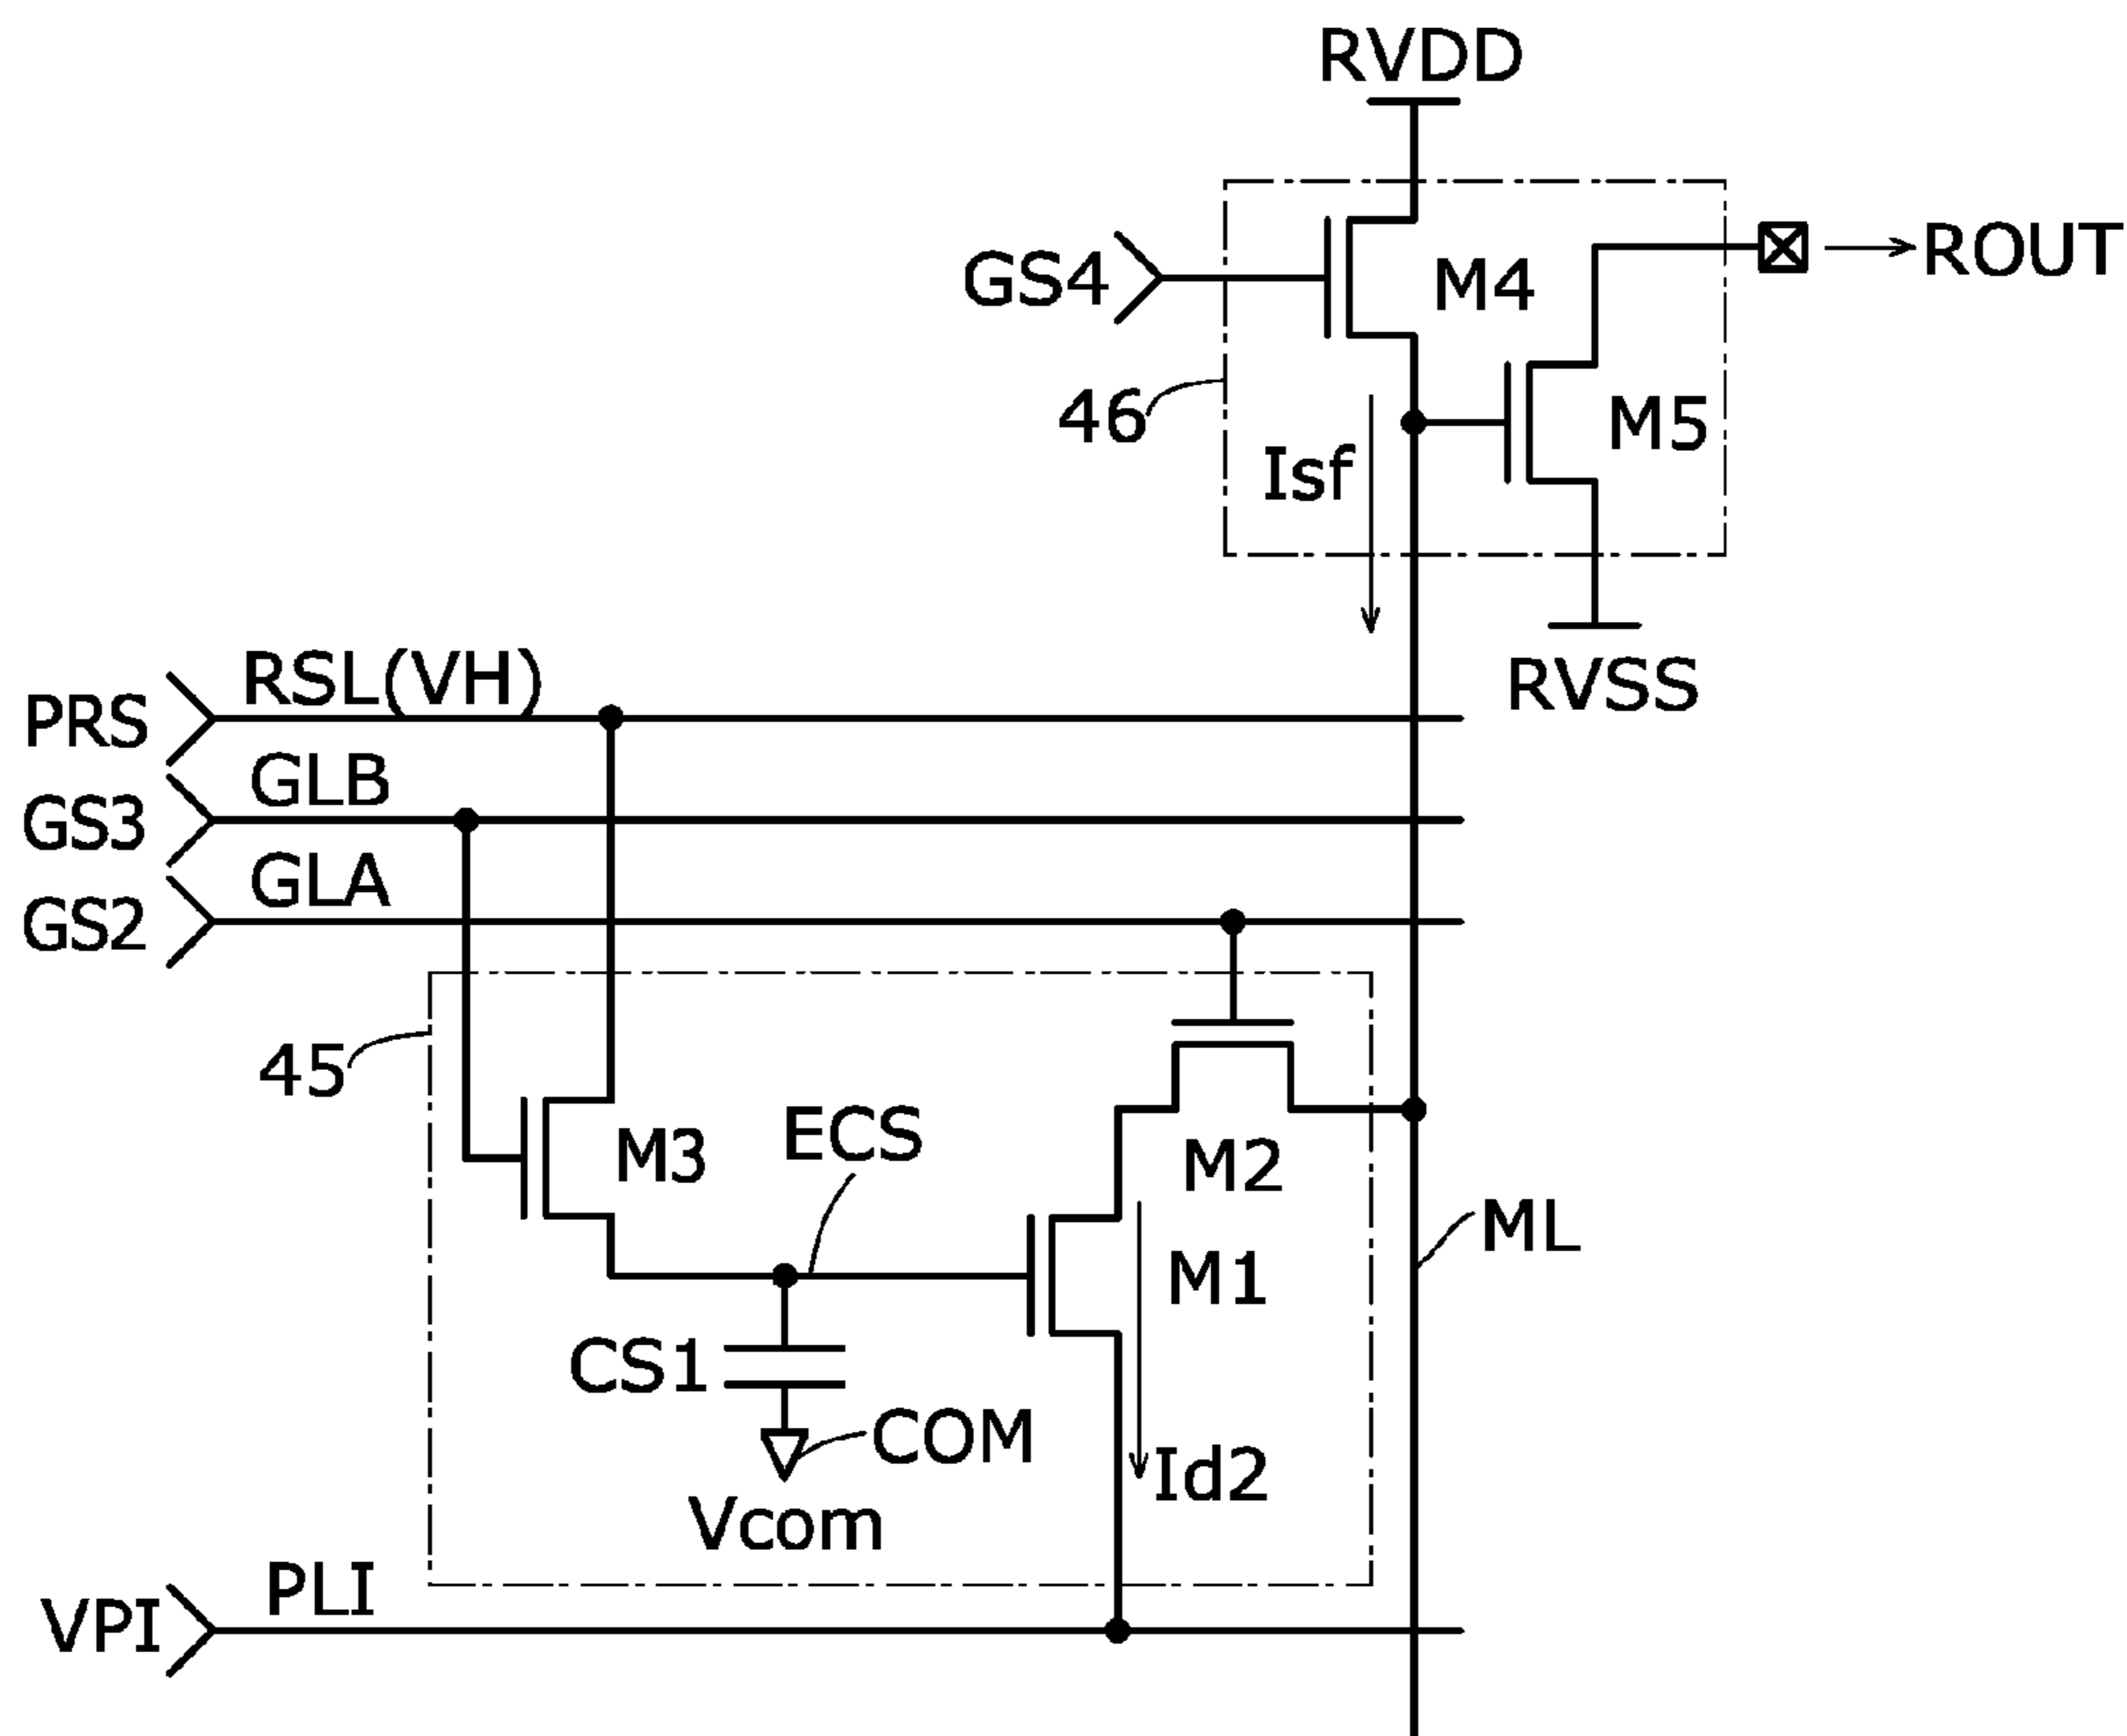 RVDD
GS4
M4
ROUT
46
M5
Isf
RVSS
RSL(VH)
PRS
GLB
GS3
GLA
GS2
45
M3
ECS
M2
ML
M1
CS1
COM
Id2
Vcom
PLI
VPI